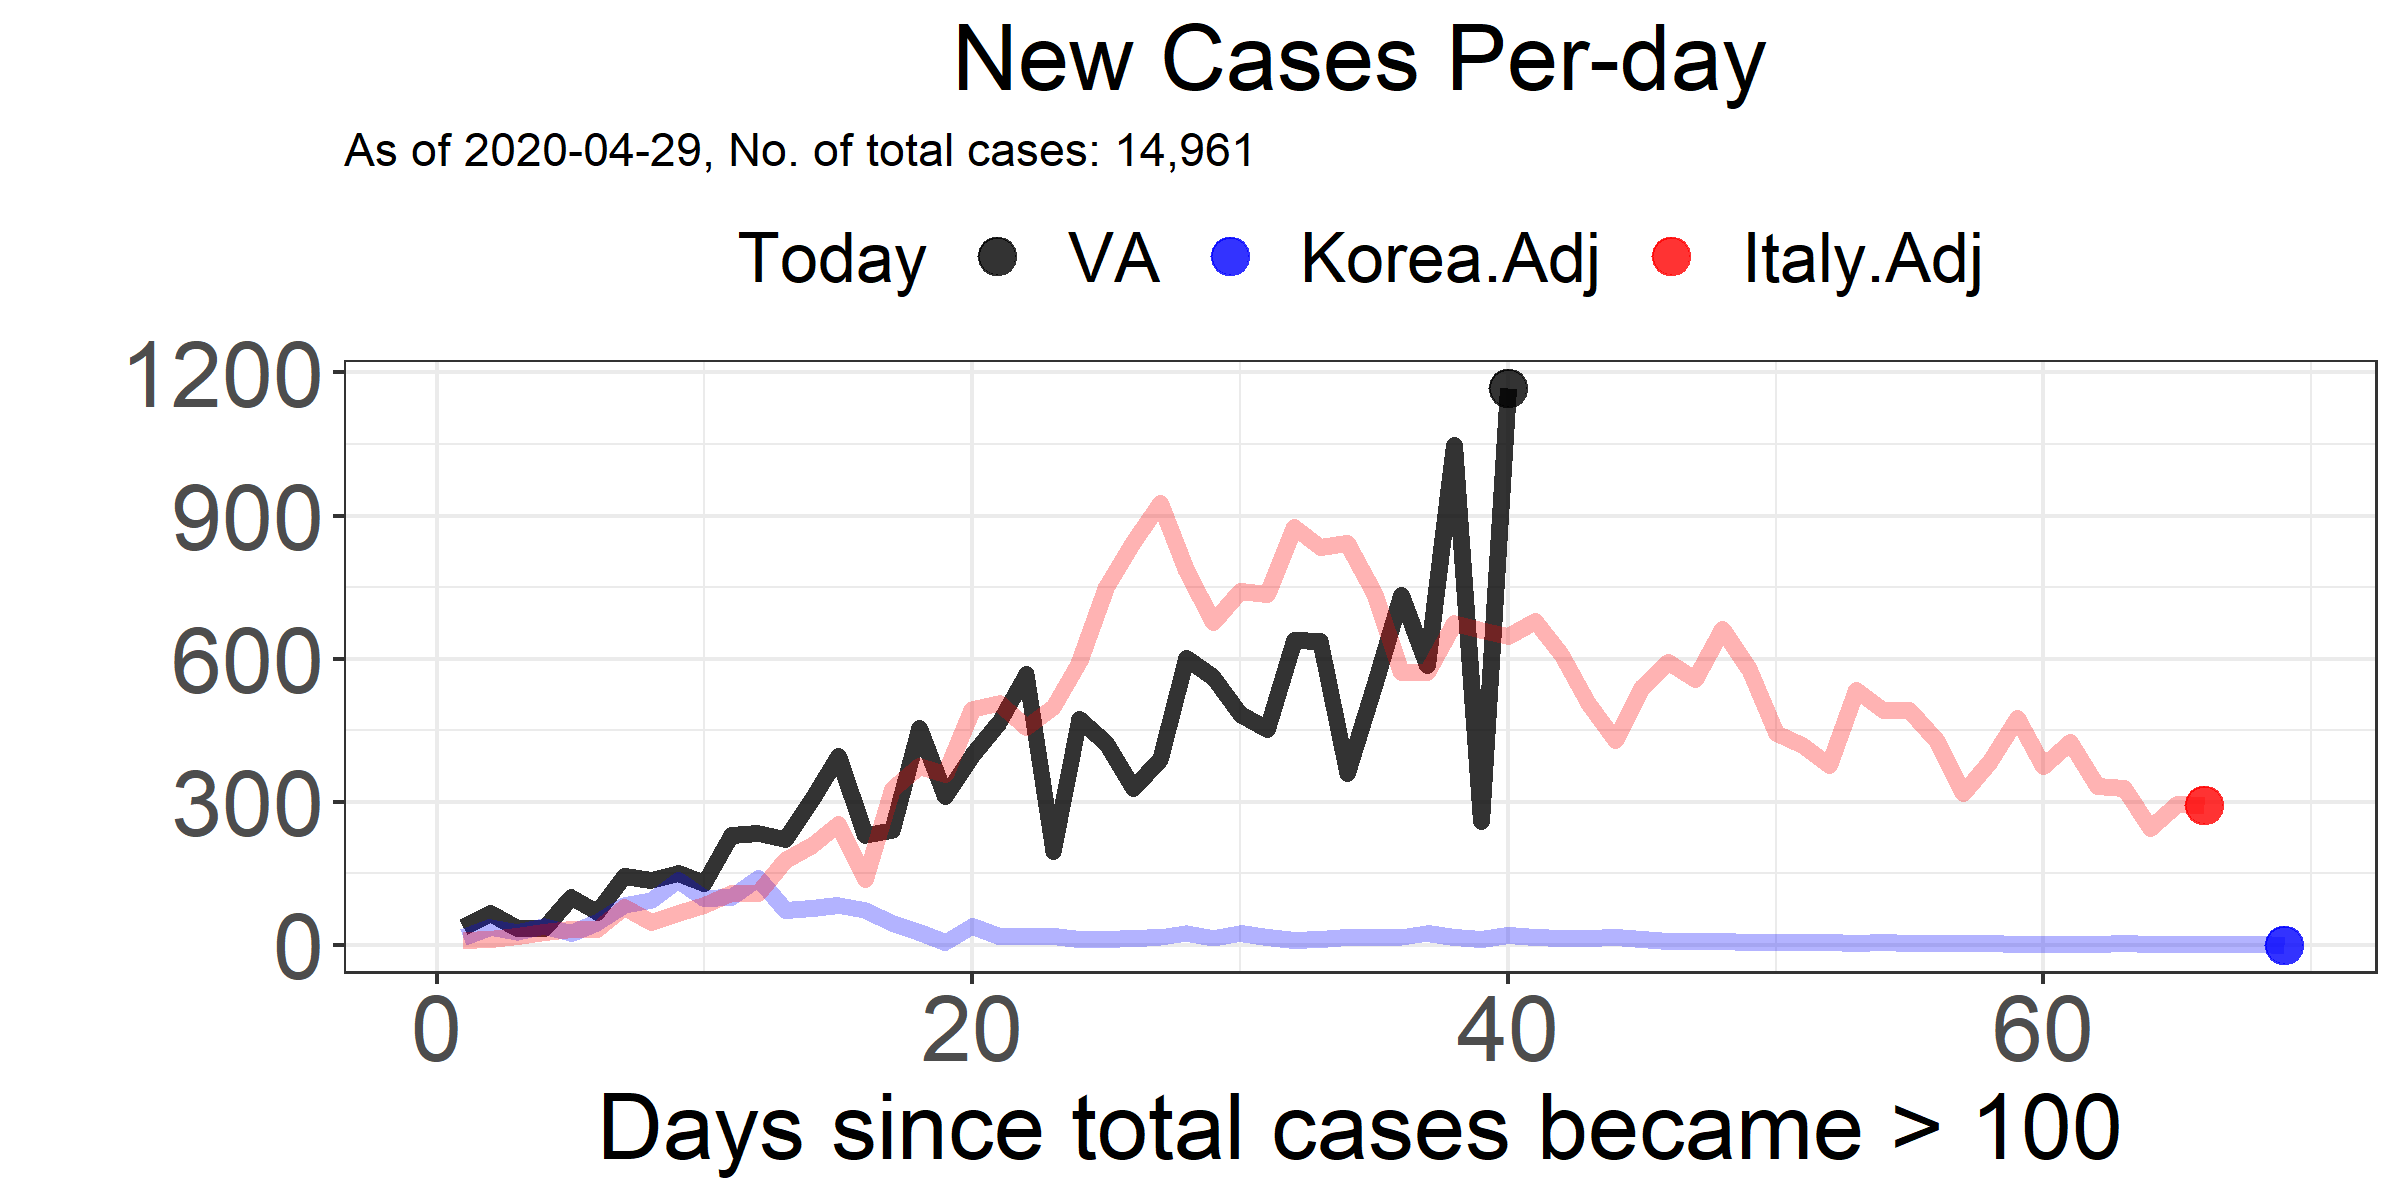 New Cases Per-day
As of 2020-04-29, No. of total cases: 14,961
Today VA Korea.Adj Italy.Adj
1200
900
600
300
0
0 20 40 60
Days since total cases became > 100